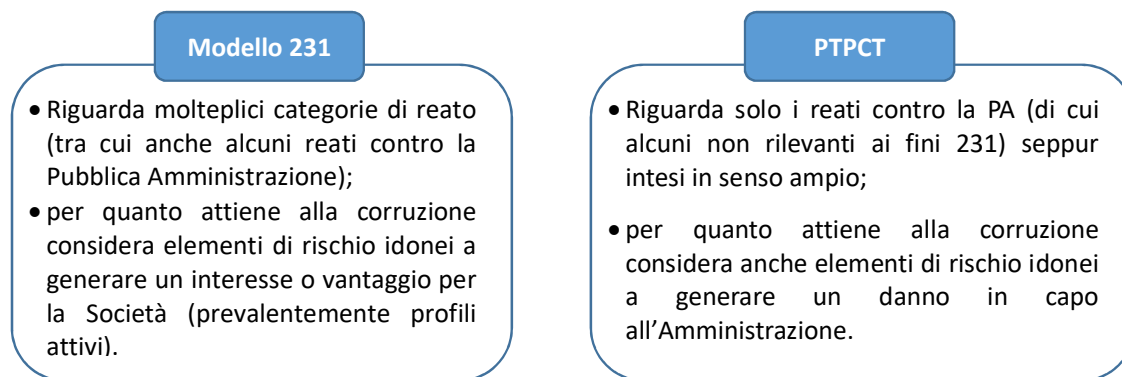 Modello 231
• Riguarda molteplici categorie di reato
(tra cui anche alcuni reati contro la
Pubblica Amministrazione);
• per quanto attiene alla corruzione
considera elementi di rischio idonei a
generare un interesse o vantaggio per
la Società (prevalentemente profili
attivi).
PTPCT
• Riguarda solo i reati contro la PA (di cui
alcuni non rilevanti ai fini 231) seppur
intesi in senso ampio;
• per quanto attiene alla corruzione
considera anche elementi di rischio idonei
a generare un danno in capo
all'Amministrazione.